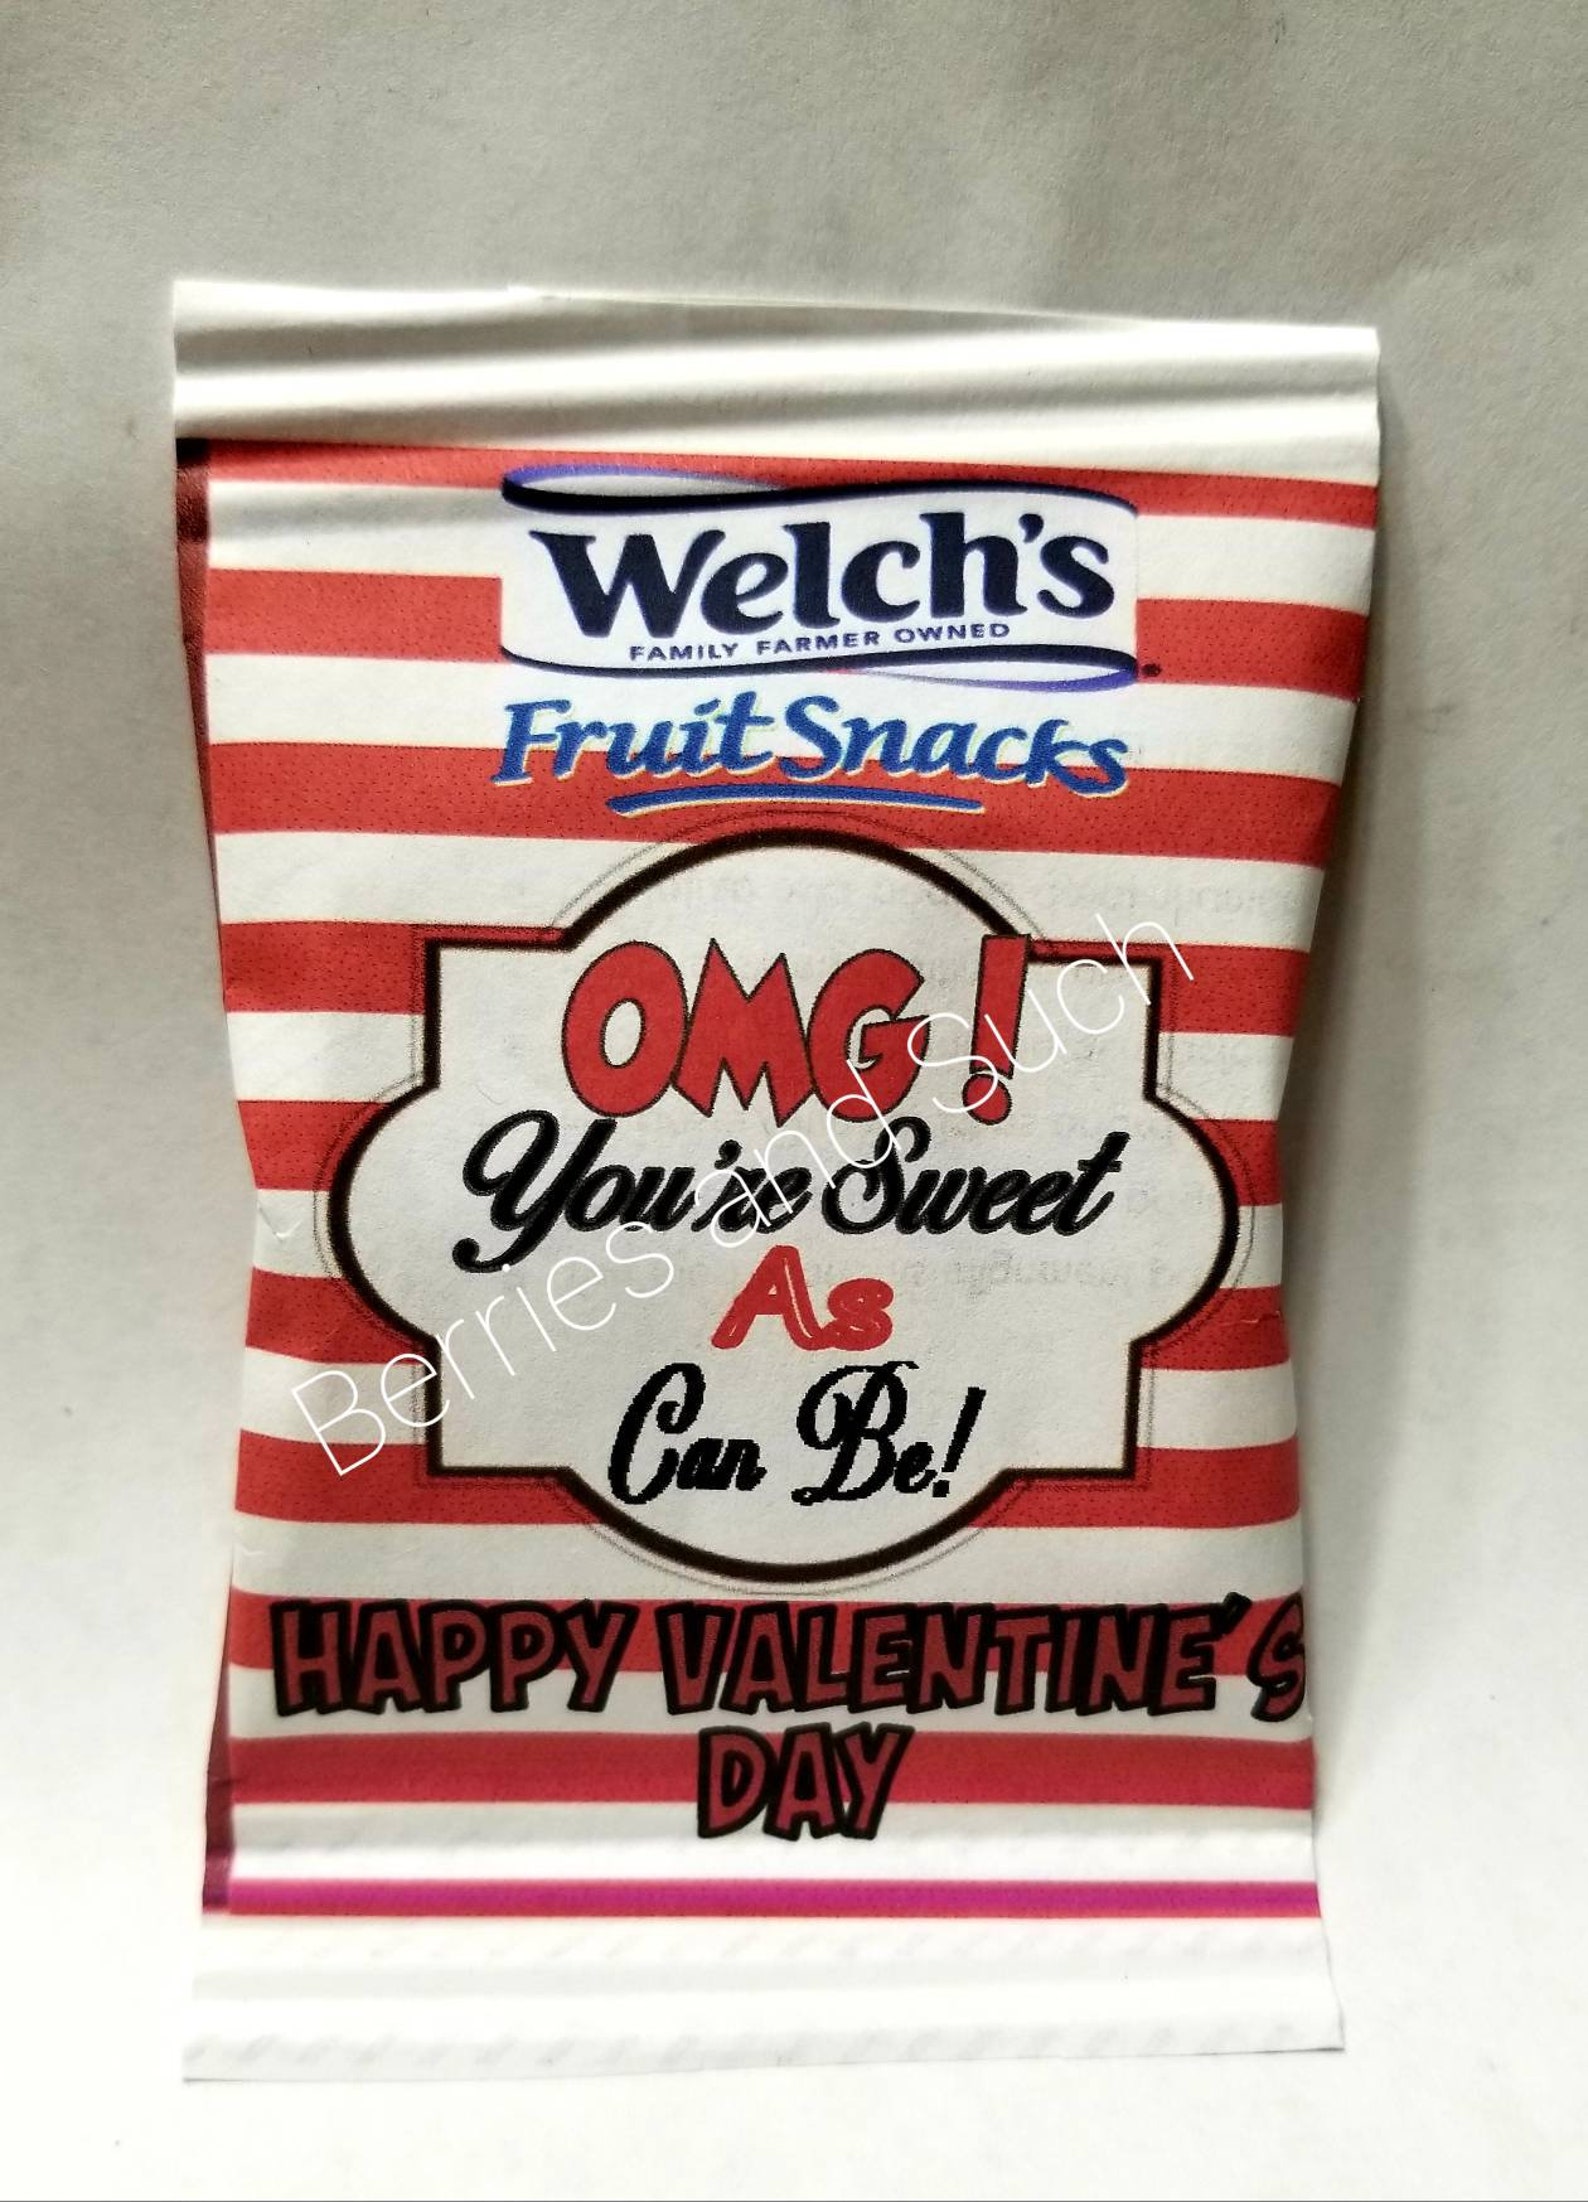 Welch's
FAMILY FARMER OWNED
Fruit Snacks
OMG!
You're Sweet
As
Can Be!
HAPPY VALENTINE'S
DAY
Berries and Such